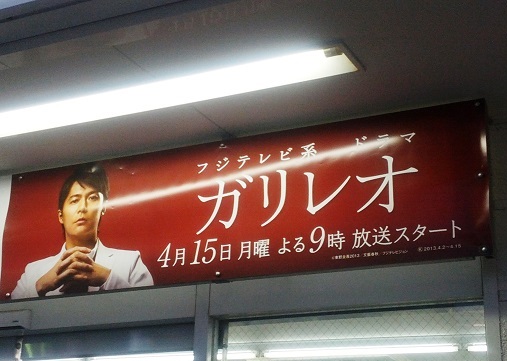 フジテレビ系 ドラマ
ガリレオ
4月15日 月曜 よる9時 放送スタート